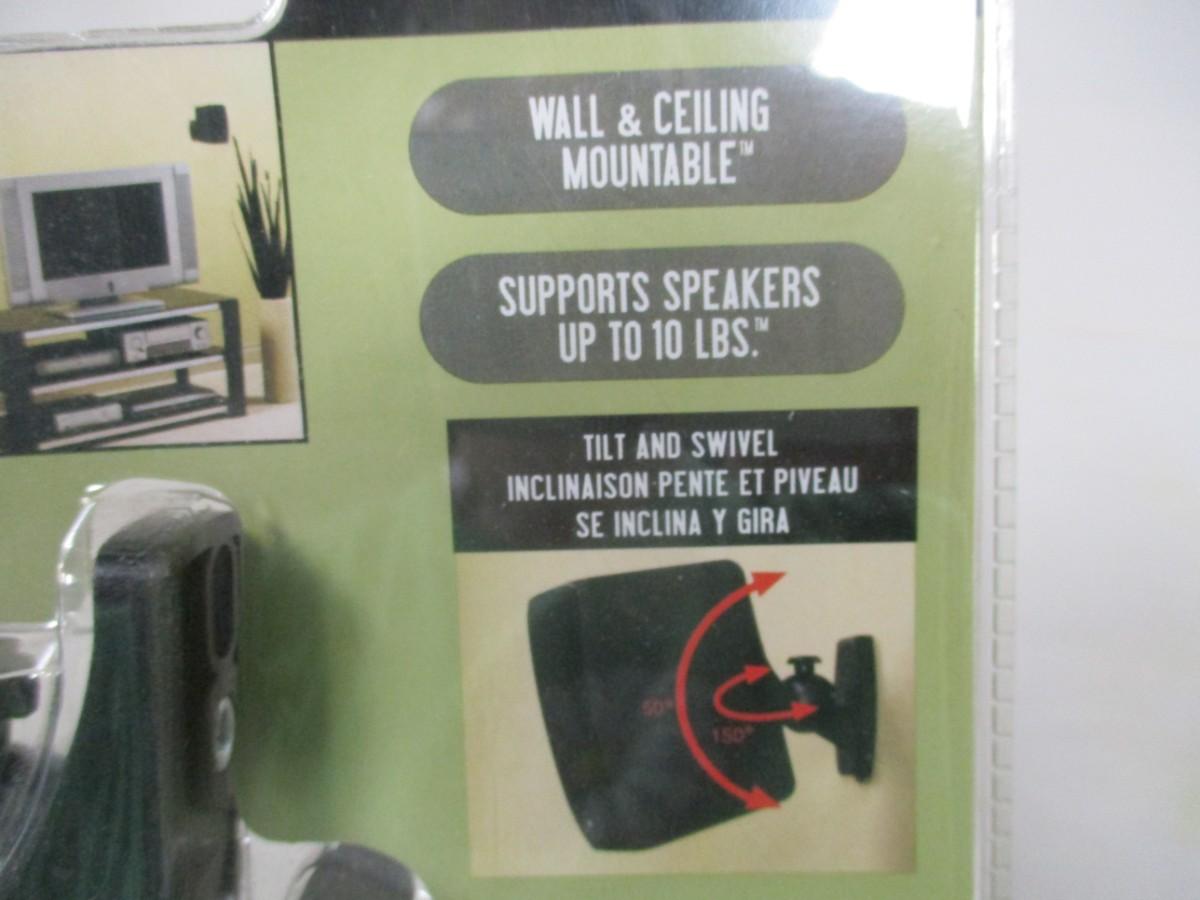 WALL & CEILING
MOUNTABLE™
SUPPORTS SPEAKERS
UP TO 10 LBS.™
TILT AND SWIVEL
INCLINAISON PENTE ET PIVEAU
SE INCLINA Y GIRA
50°
150°